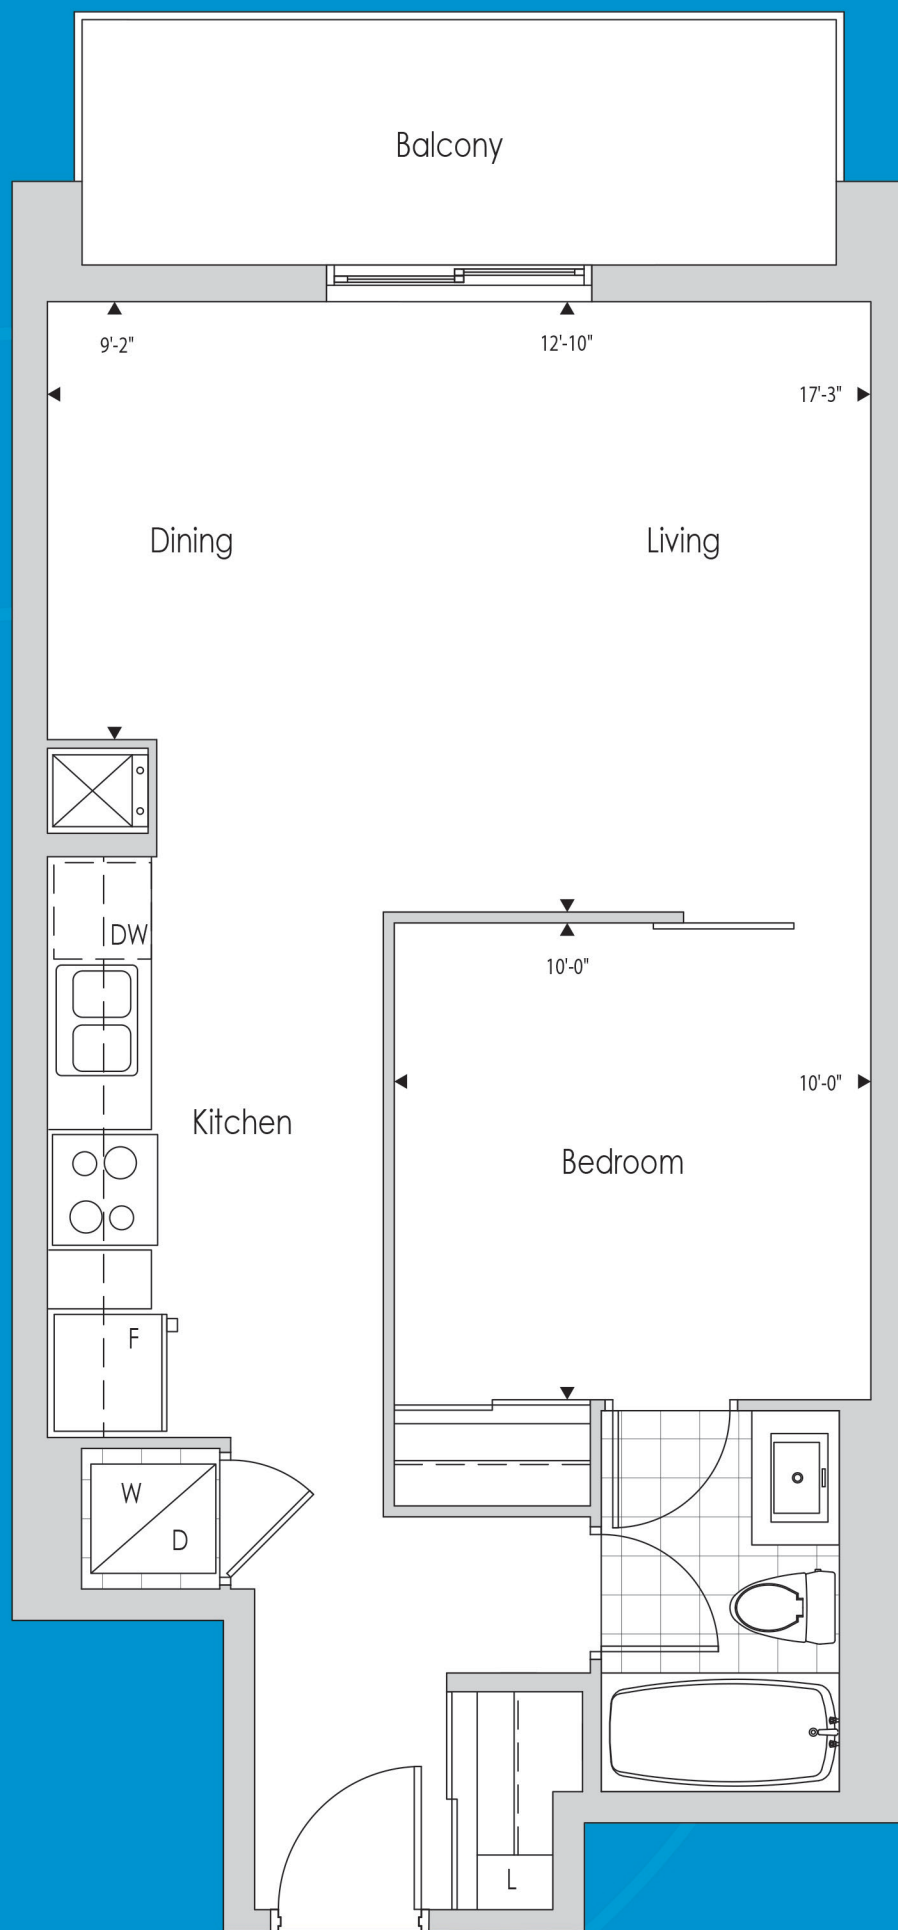 Balcony
9'-2"
12'-10"
17'-3"
Dining
Living
DW
10'-0"
10'-0"
Kitchen
Bedroom
F
W
D
L